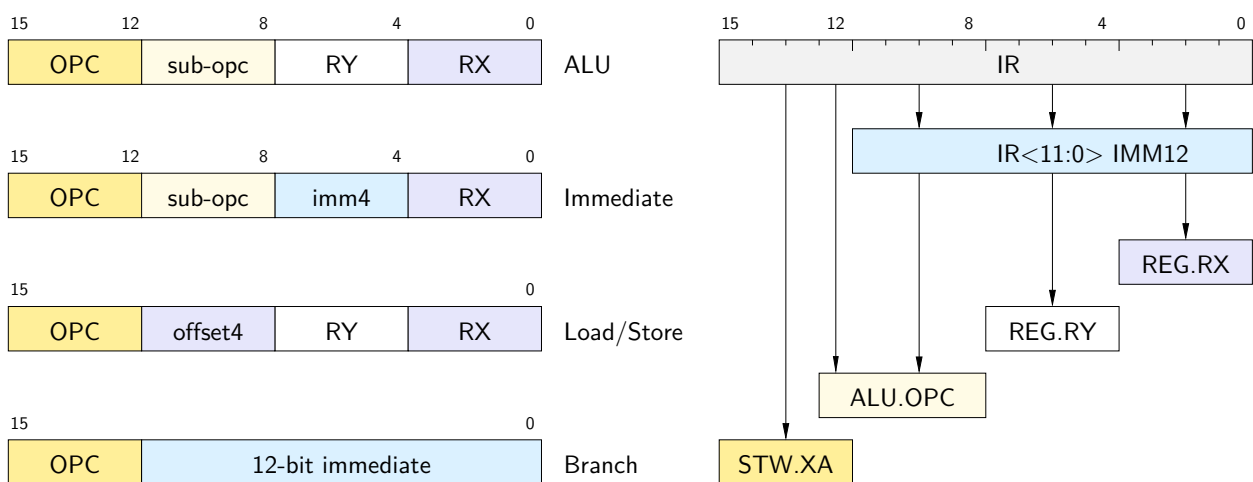 15 12 8 4 0
OPC sub-opc RY RX ALU
15 12 8 4 0
OPC sub-opc imm4 RX Immediate
15 0
OPC offset4 RY RX Load/Store
15 0
OPC 12-bit immediate Branch
15 12 8 4 0
IR
IR<11:0> IMM12
REG.RX
REG.RY
ALU.OPC
STW.XA